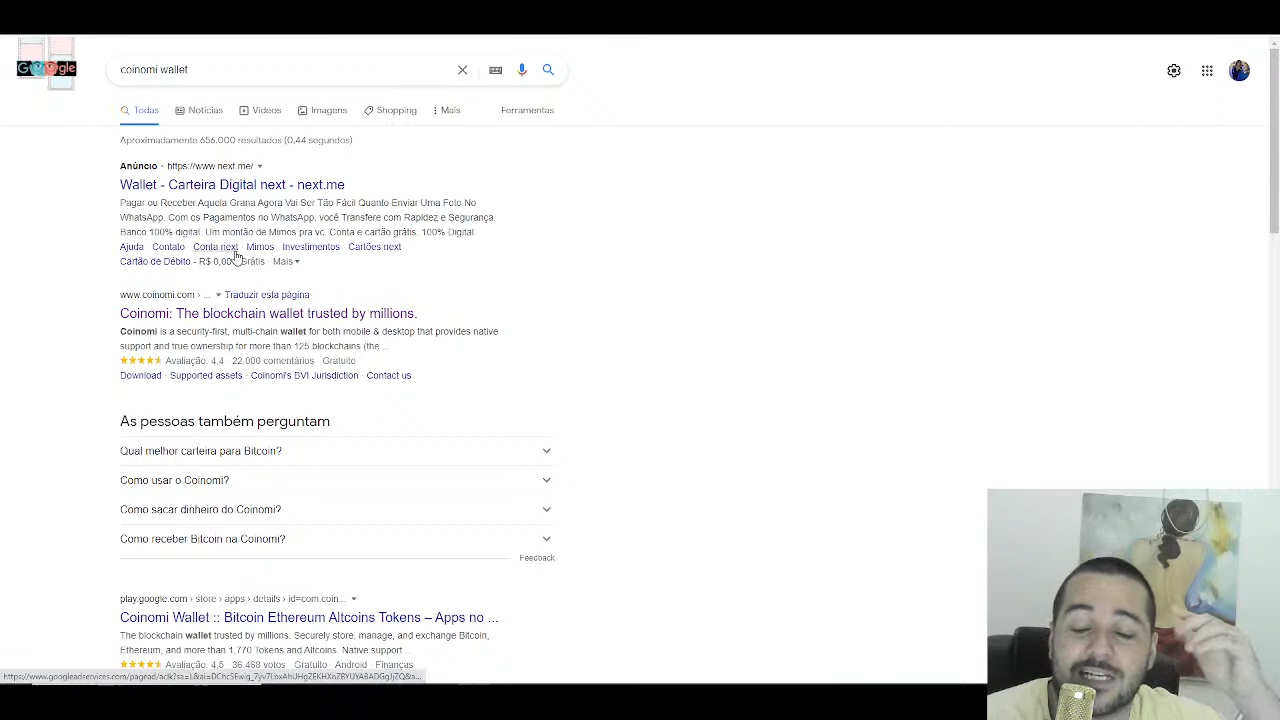 Google
coinomi wallet
Todas Notícias Vídeos Imagens Shopping Mais Ferramentas
Aproximadamente 656.000 resultados (0,44 segundos)
Anúncio · https://www.next.me/
Wallet - Carteira Digital next - next.me
Pagar ou Receber Aquela Grana Agora Vai Ser Tão Fácil Quanto Enviar Uma Foto No
WhatsApp. Com os Pagamentos no WhatsApp, você Transfere com Rapidez e Segurança.
Banco 100% digital. Um montão de Mimos pra vc. Conta e cartão grátis. 100% Digital.
Ajuda · Contato · Conta next · Mimos · Investimentos · Cartões next
Cartão de Débito - R$ 0,00 Grátis · Mais
www.coinomi.com › ... Traduzir esta página
Coinomi: The blockchain wallet trusted by millions.
Coinomi is a security-first, multi-chain wallet for both mobile & desktop that provides native
support and true ownership for more than 125 blockchains (the ...
Avaliação: 4,4 · 22.000 comentários · Gratuito
Download · Supported assets · Coinomi's BVI Jurisdiction · Contact us
As pessoas também perguntam
Qual melhor carteira para Bitcoin?
Como usar o Coinomi?
Como sacar dinheiro do Coinomi?
Como receber Bitcoin na Coinomi?
Feedback
play.google.com › store › apps › details › id=com.coin...
Coinomi Wallet :: Bitcoin Ethereum Altcoins Tokens – Apps no ...
The blockchain wallet trusted by millions. Securely store, manage, and exchange Bitcoin,
Ethereum, and more than 1,770 Tokens and Altcoins. Native support ...
Avaliação: 4,5 · 36.468 votos · Gratuito · Android · Finanças